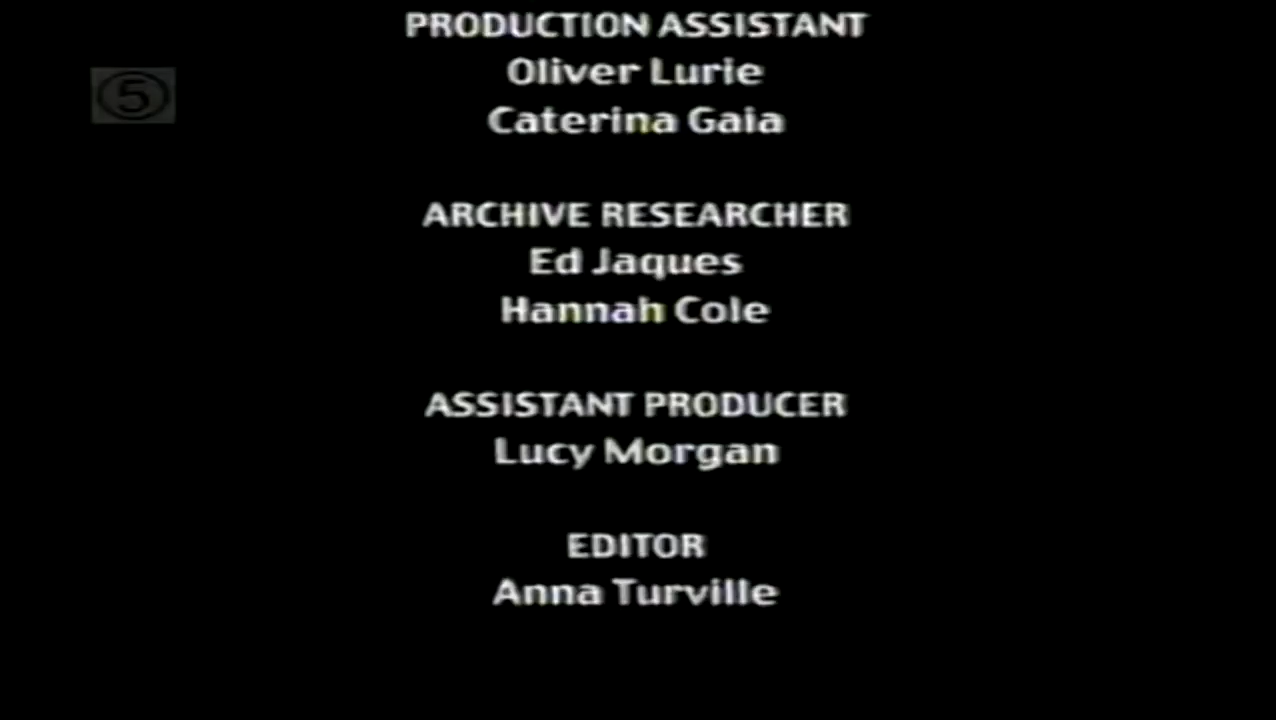 PRODUCTION ASSISTANT
Oliver Lurie
5
Caterina Gaia
ARCHIVE RESEARCHER
Ed Jaques
Hannah Cole
ASSISTANT PRODUCER
Lucy Morgan
EDITOR
Anna Turville